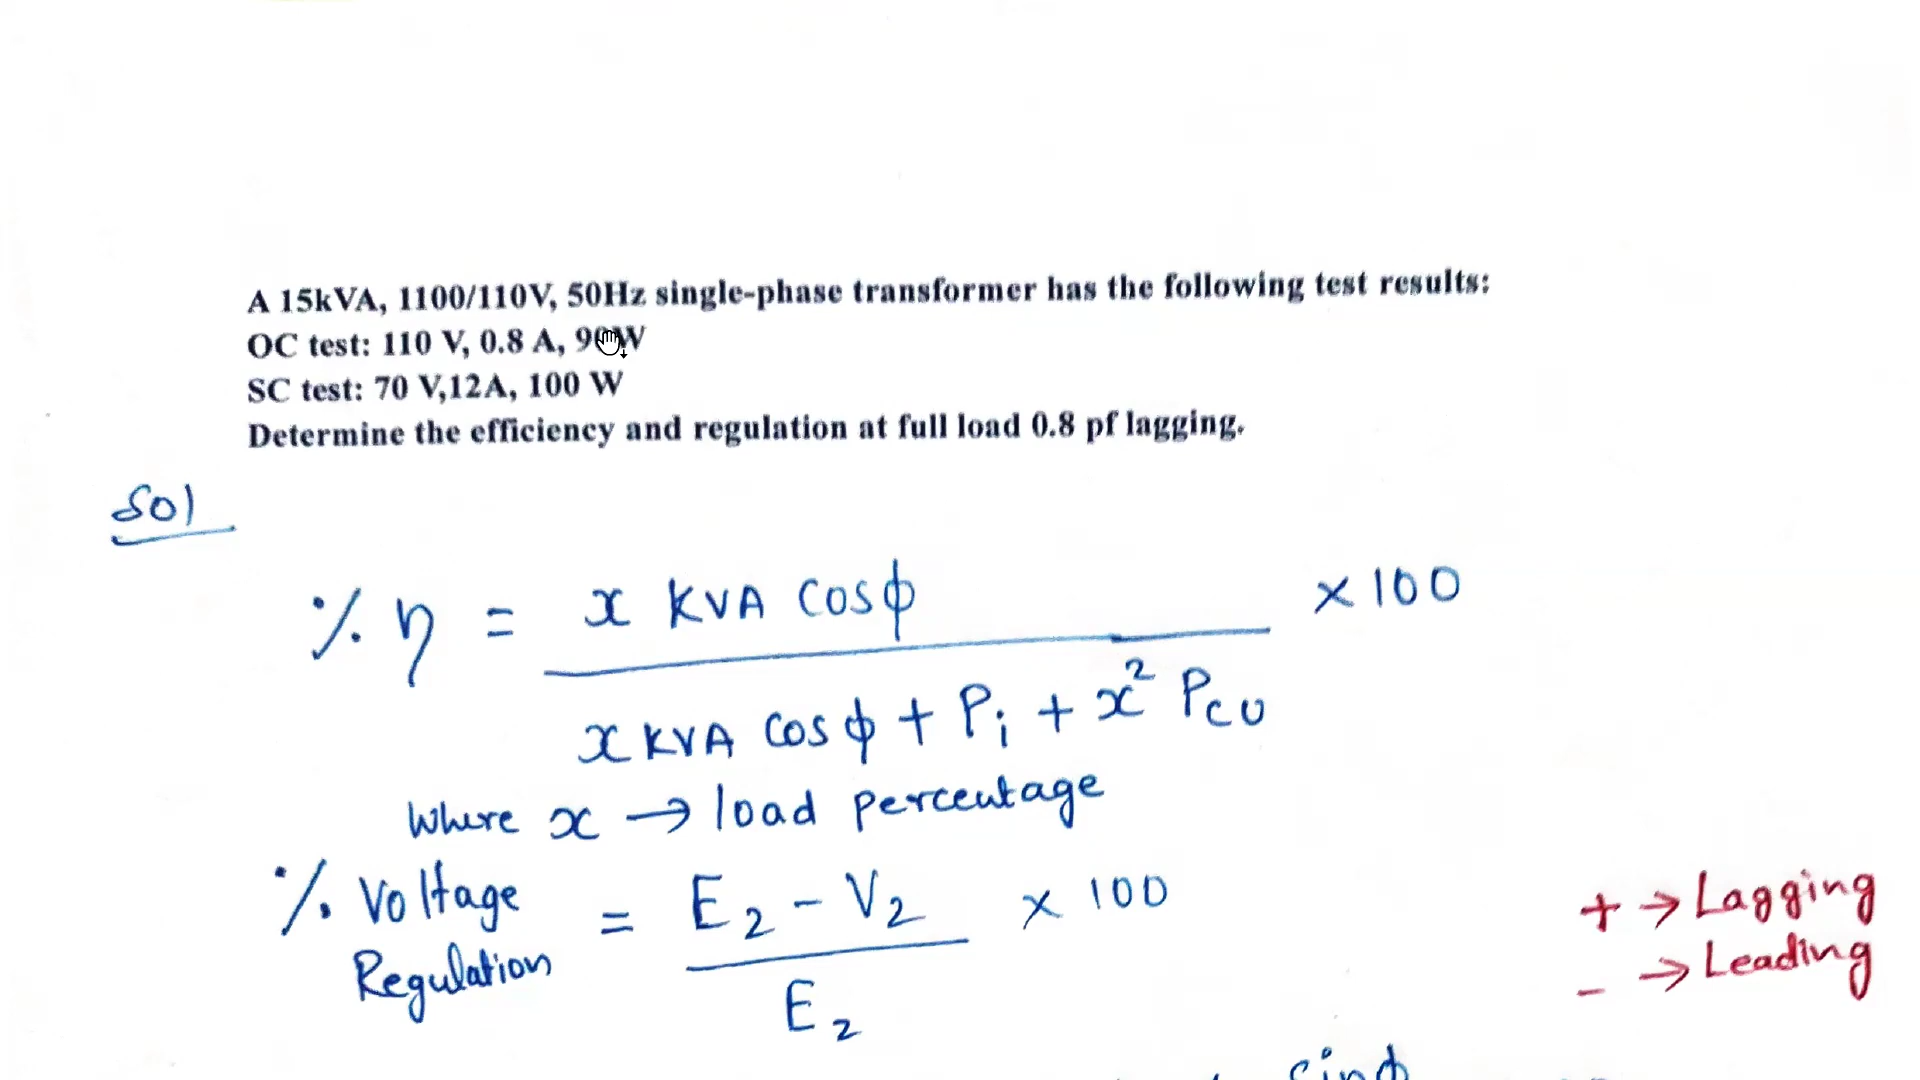 A 15kVA, 1100/110V, 50Hz single-phase transformer has the following test results:
OC test: 110 V, 0.8 A, 90W
SC test: 70 V,12A, 100 W
Determine the efficiency and regulation at full load 0.8 pf lagging.
Sol
% η = x KVA cosϕ / x KVA cosϕ + Pi + x² PCU × 100
Where x → load percentage
% Voltage Regulation = E2 - V2 / E2 × 100
+ → Lagging
- → Leading
sinϕ